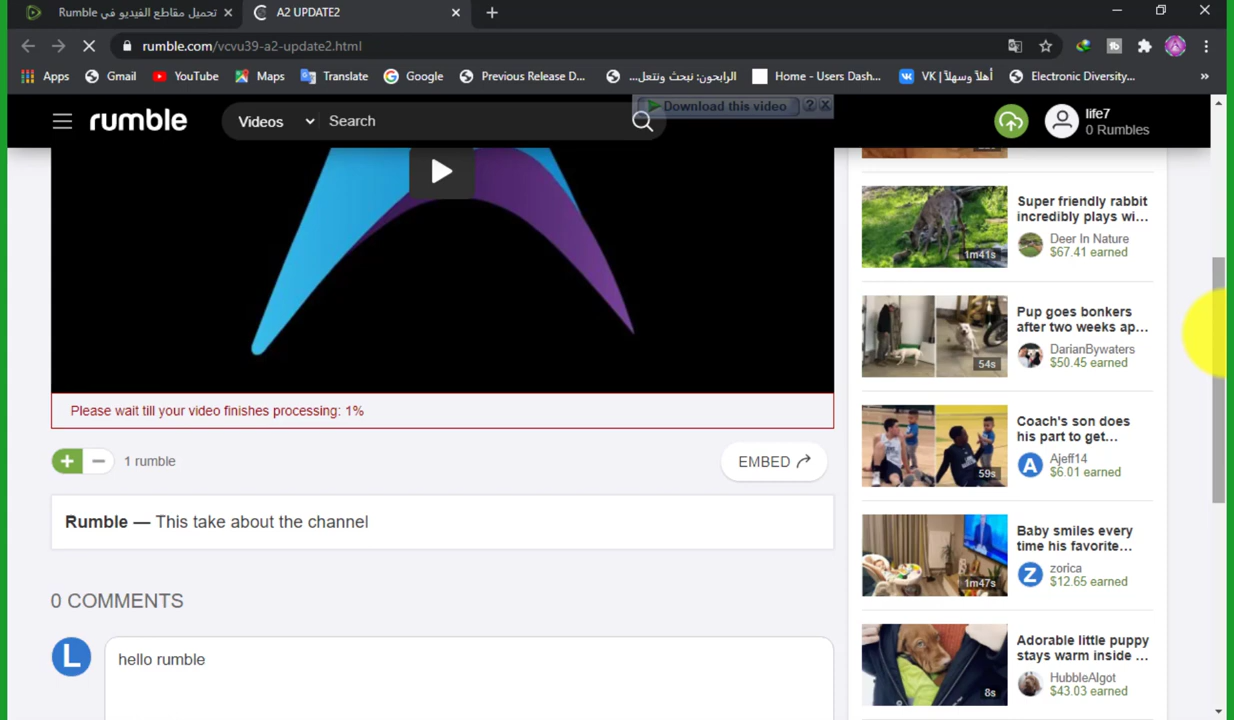 تحميل مقاطع الفيديو في Rumble
A2 UPDATE2
rumble.com/vcvu39-a2-update2.html
Apps
Gmail
YouTube
Maps
Translate
Google
Previous Release D...
الرابحون: نبحث ونتعل...
Home - Users Dash...
VK | أهلاً وسهلاً
Electronic Diversity...
»
rumble
Videos
Search
Download this video
?
life7
0 Rumbles
Please wait till your video finishes processing: 1%
1 rumble
EMBED
Rumble — This take about the channel
0 COMMENTS
L
hello rumble
Super friendly rabbit
incredibly plays wi...
Deer In Nature
$67.41 earned
1m41s
Pup goes bonkers
after two weeks ap...
DarianBywaters
$50.45 earned
54s
Coach's son does
his part to get...
A
Ajeff14
$6.01 earned
59s
Baby smiles every
time his favorite...
Z
zorica
$12.65 earned
1m47s
Adorable little puppy
stays warm inside ...
HubbleAlgot
$43.03 earned
8s